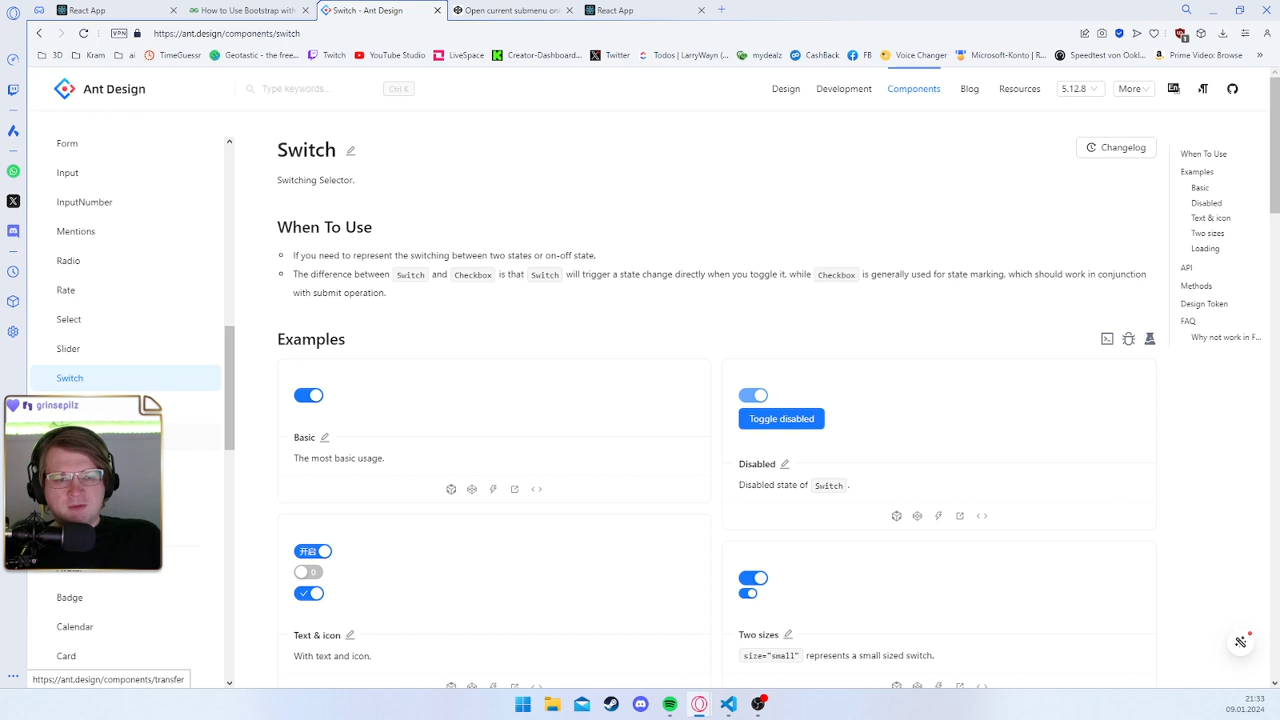 React App
How to Use Bootstrap with
Switch - Ant Design
Open current submenu onl
React App
VPN
https://ant.design/components/switch
3D
Kram
ai
TimeGuessr
Geotastic - the free...
Twitch
YouTube Studio
LiveSpace
Creator-Dashboard...
Twitter
Todos | LarryWayn (...
mydealz
CashBack
FB
Voice Changer
Microsoft-Konto | R...
Speedtest von Ookl...
Prime Video: Browse
Ant Design
Type keywords...
Ctrl K
Design
Development
Components
Blog
Resources
5.12.8
More
Form
Input
InputNumber
Mentions
Radio
Rate
Select
Slider
Switch
Badge
Calendar
Card
grinsepilz
Switch
Changelog
Switching Selector.
When To Use
If you need to represent the switching between two states or on-off state.
The difference between Switch and Checkbox is that Switch will trigger a state change directly when you toggle it, while Checkbox is generally used for state marking, which should work in conjunction
with submit operation.
Examples
Basic
The most basic usage.
Toggle disabled
Disabled
Disabled state of Switch.
开启
0
Text & icon
With text and icon.
Two sizes
size="small" represents a small sized switch.
When To Use
Examples
Basic
Disabled
Text & icon
Two sizes
Loading
API
Methods
Design Token
FAQ
Why not work in F...
https://ant.design/components/transfer
21:33
09.01.2024